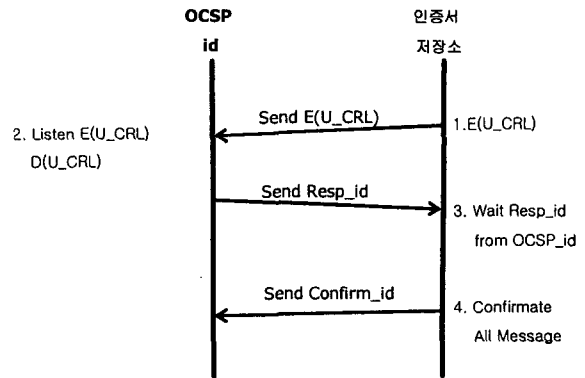 OCSP
id
인증서
저장소
Send E(U_CRL)
1.E(U_CRL)
2. Listen E(U_CRL)
D(U_CRL)
Send Resp_id
3. Wait Resp_id
from OCSP_id
Send Confirm_id
4. Confirmate
All Message